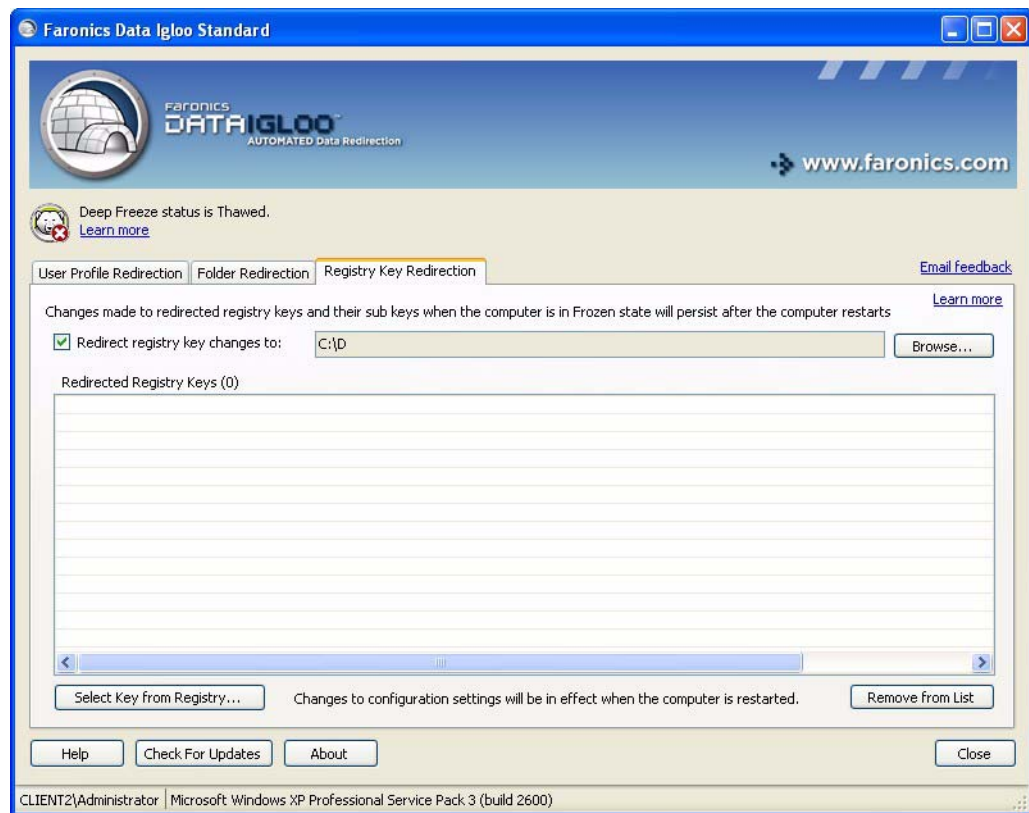 Faronics Data Igloo Standard
Faronics
DATA IGLOO™
AUTOMATED Data Redirection
www.faronics.com
Deep Freeze status is Thawed.
Learn more
User Profile Redirection Folder Redirection Registry Key Redirection Email feedback
Learn more
Changes made to redirected registry keys and their sub keys when the computer is in Frozen state will persist after the computer restarts
Redirect registry key changes to: C:\D Browse...
Redirected Registry Keys (0)
Select Key from Registry... Changes to configuration settings will be in effect when the computer is restarted. Remove from List
Help Check For Updates About Close
CLIENT2\Administrator Microsoft Windows XP Professional Service Pack 3 (build 2600)